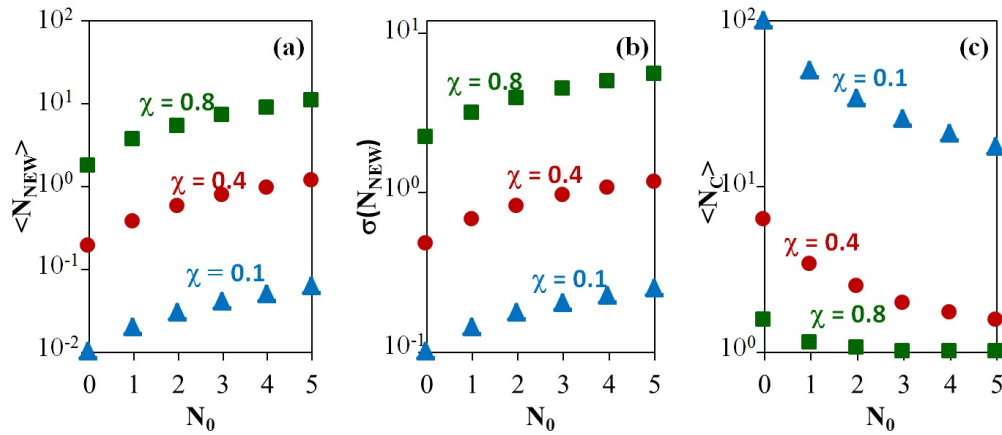 10² (a)
χ = 0.8
10¹
<N_NEW>
10⁰
χ = 0.4
10⁻¹
χ = 0.1
10⁻²
0 1 2 3 4 5
N₀
10¹ (b)
χ = 0.8
σ(N_NEW)
10⁰
χ = 0.4
χ = 0.1
10⁻¹
0 1 2 3 4 5
N₀
10² (c)
χ = 0.1
<N_C>
10¹
χ = 0.4
χ = 0.8
10⁰
0 1 2 3 4 5
N₀